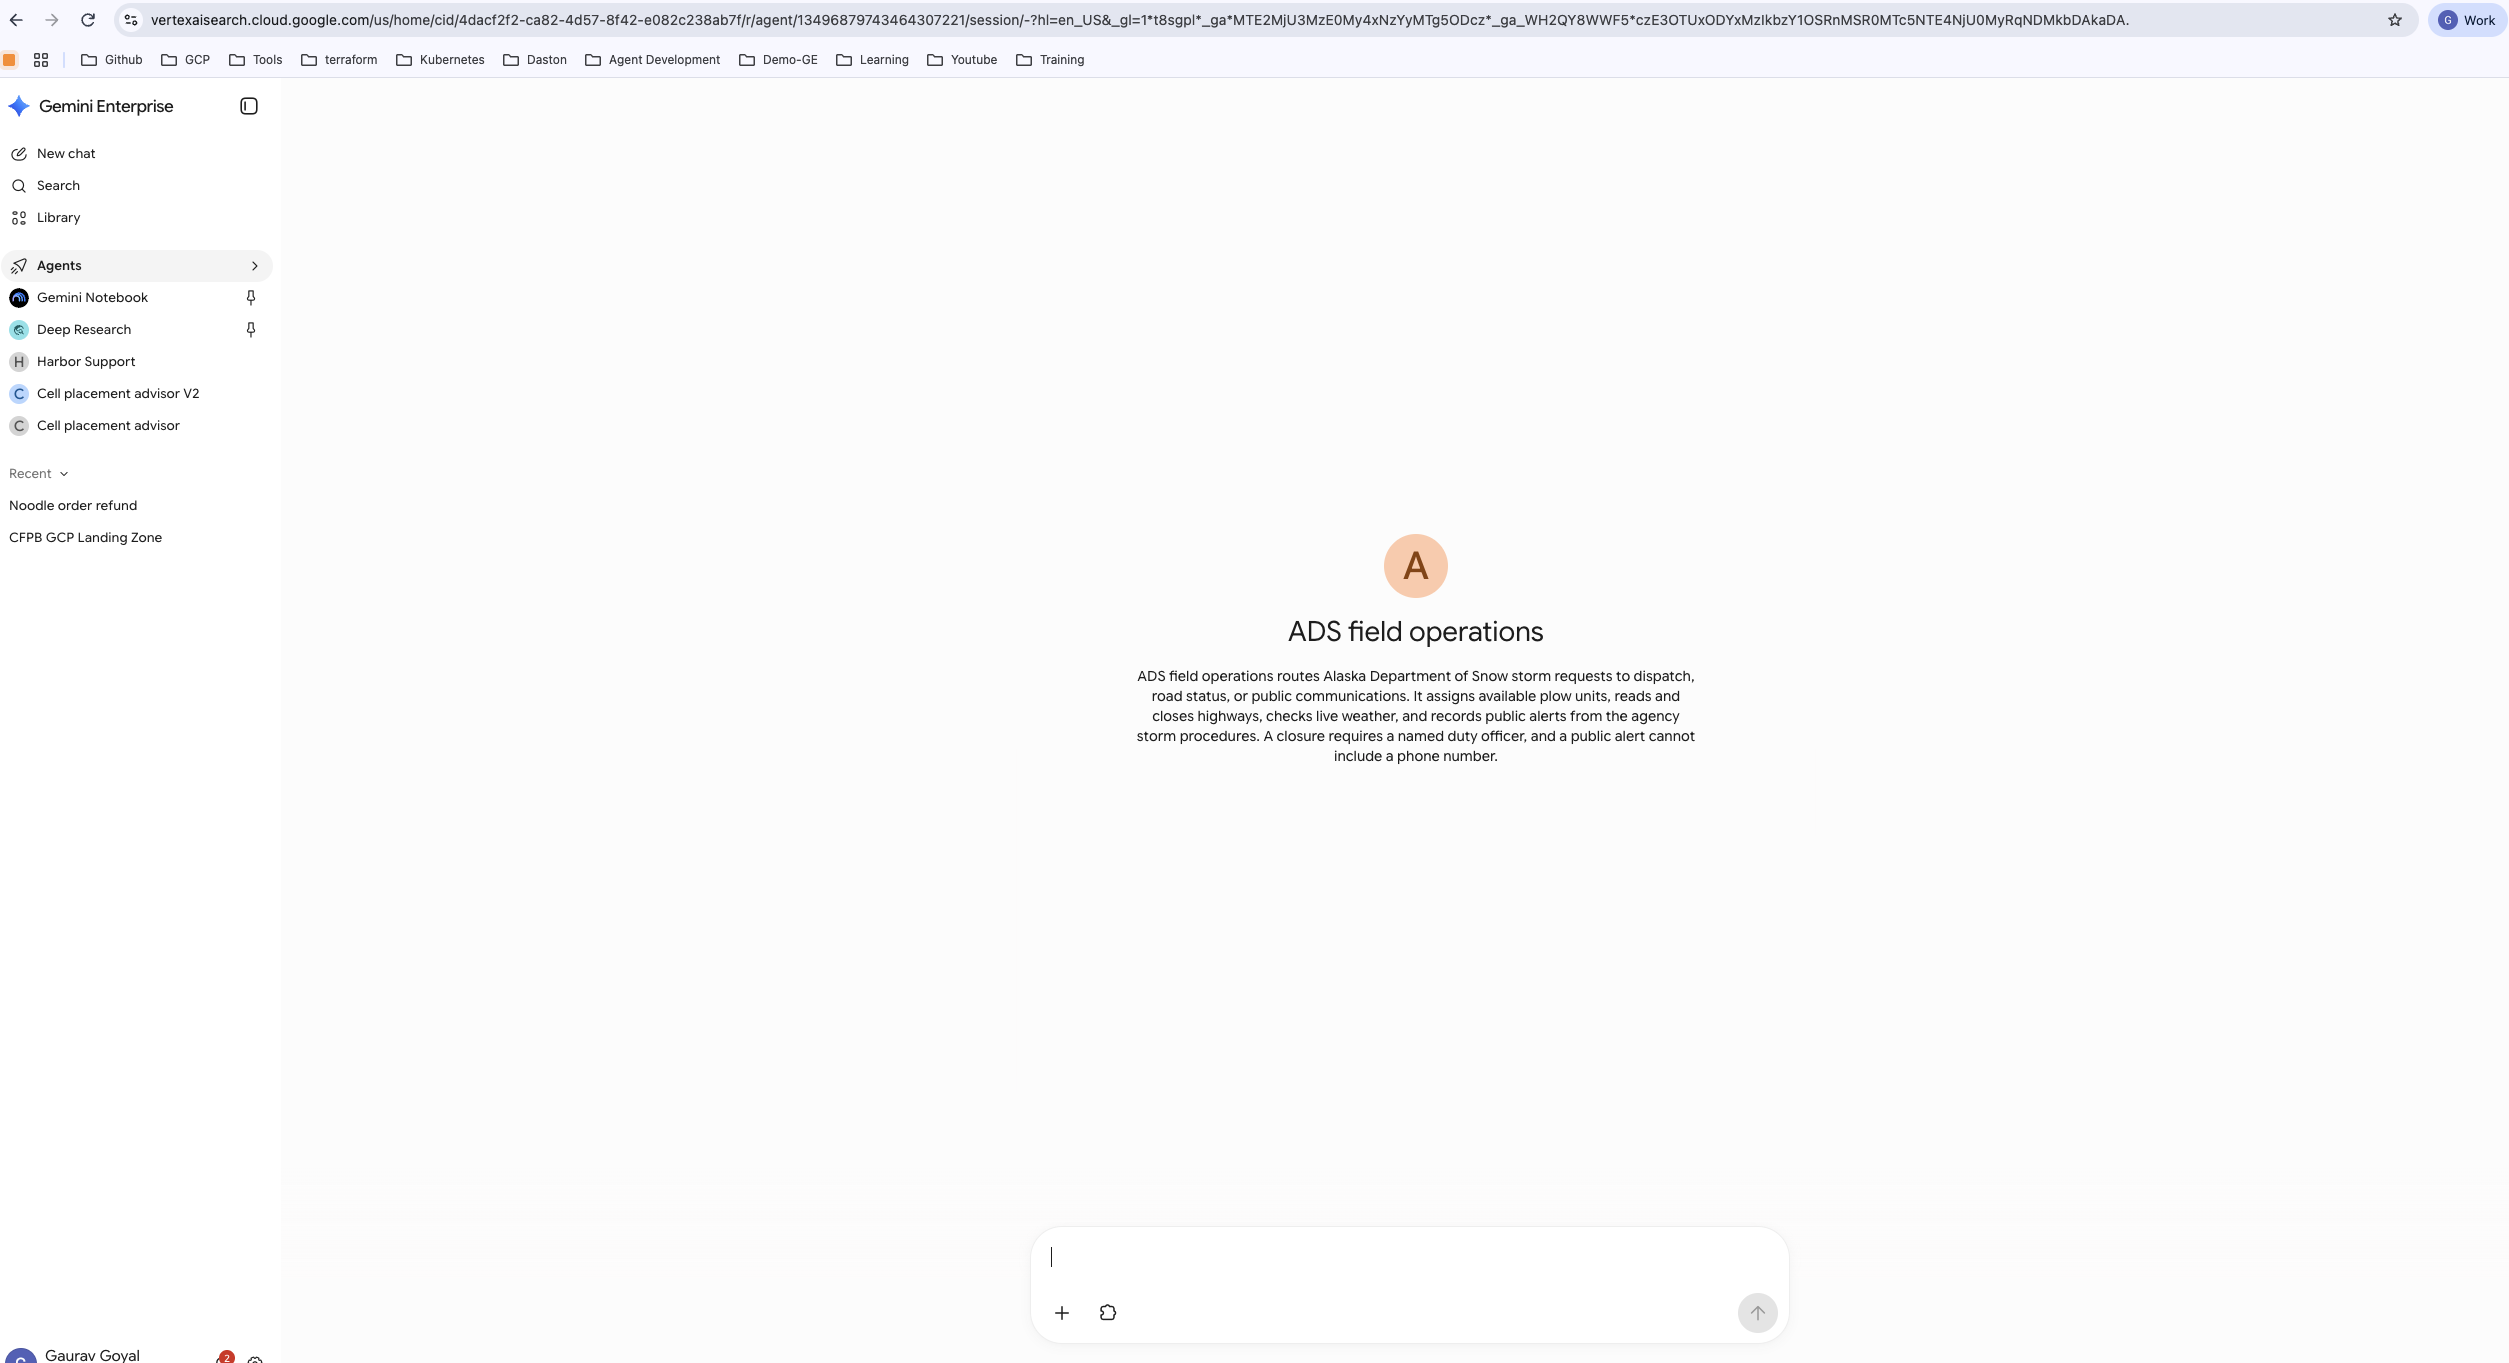 vertexaisearch.cloud.google.com/us/home/cid/4dacf2f2-ca82-4d57-8f42-e082c238ab7f/r/agent/13496879743464307221/session/-?hl=en_US&_gl=1*t8sgpl*_ga*MTE2MjU3MzE0My4xNzYyMTg5ODcz*_ga_WH2QY8WWF5*czE3OTUxODYxMzIkbzY1OSRnMSR0MTc5NTE4NjU0MyRqNDMkbDAkaDA.
G Work
Github GCP Tools terraform Kubernetes Daston Agent Development Demo-GE Learning Youtube Training
Gemini Enterprise
New chat
Search
Library
Agents
Gemini Notebook
Deep Research
H Harbor Support
C Cell placement advisor V2
C Cell placement advisor
Recent
Noodle order refund
CFPB GCP Landing Zone
A
ADS field operations
ADS field operations routes Alaska Department of Snow storm requests to dispatch,
road status, or public communications. It assigns available plow units, reads and
closes highways, checks live weather, and records public alerts from the agency
storm procedures. A closure requires a named duty officer, and a public alert cannot
include a phone number.
G Gaurav Goyal 2